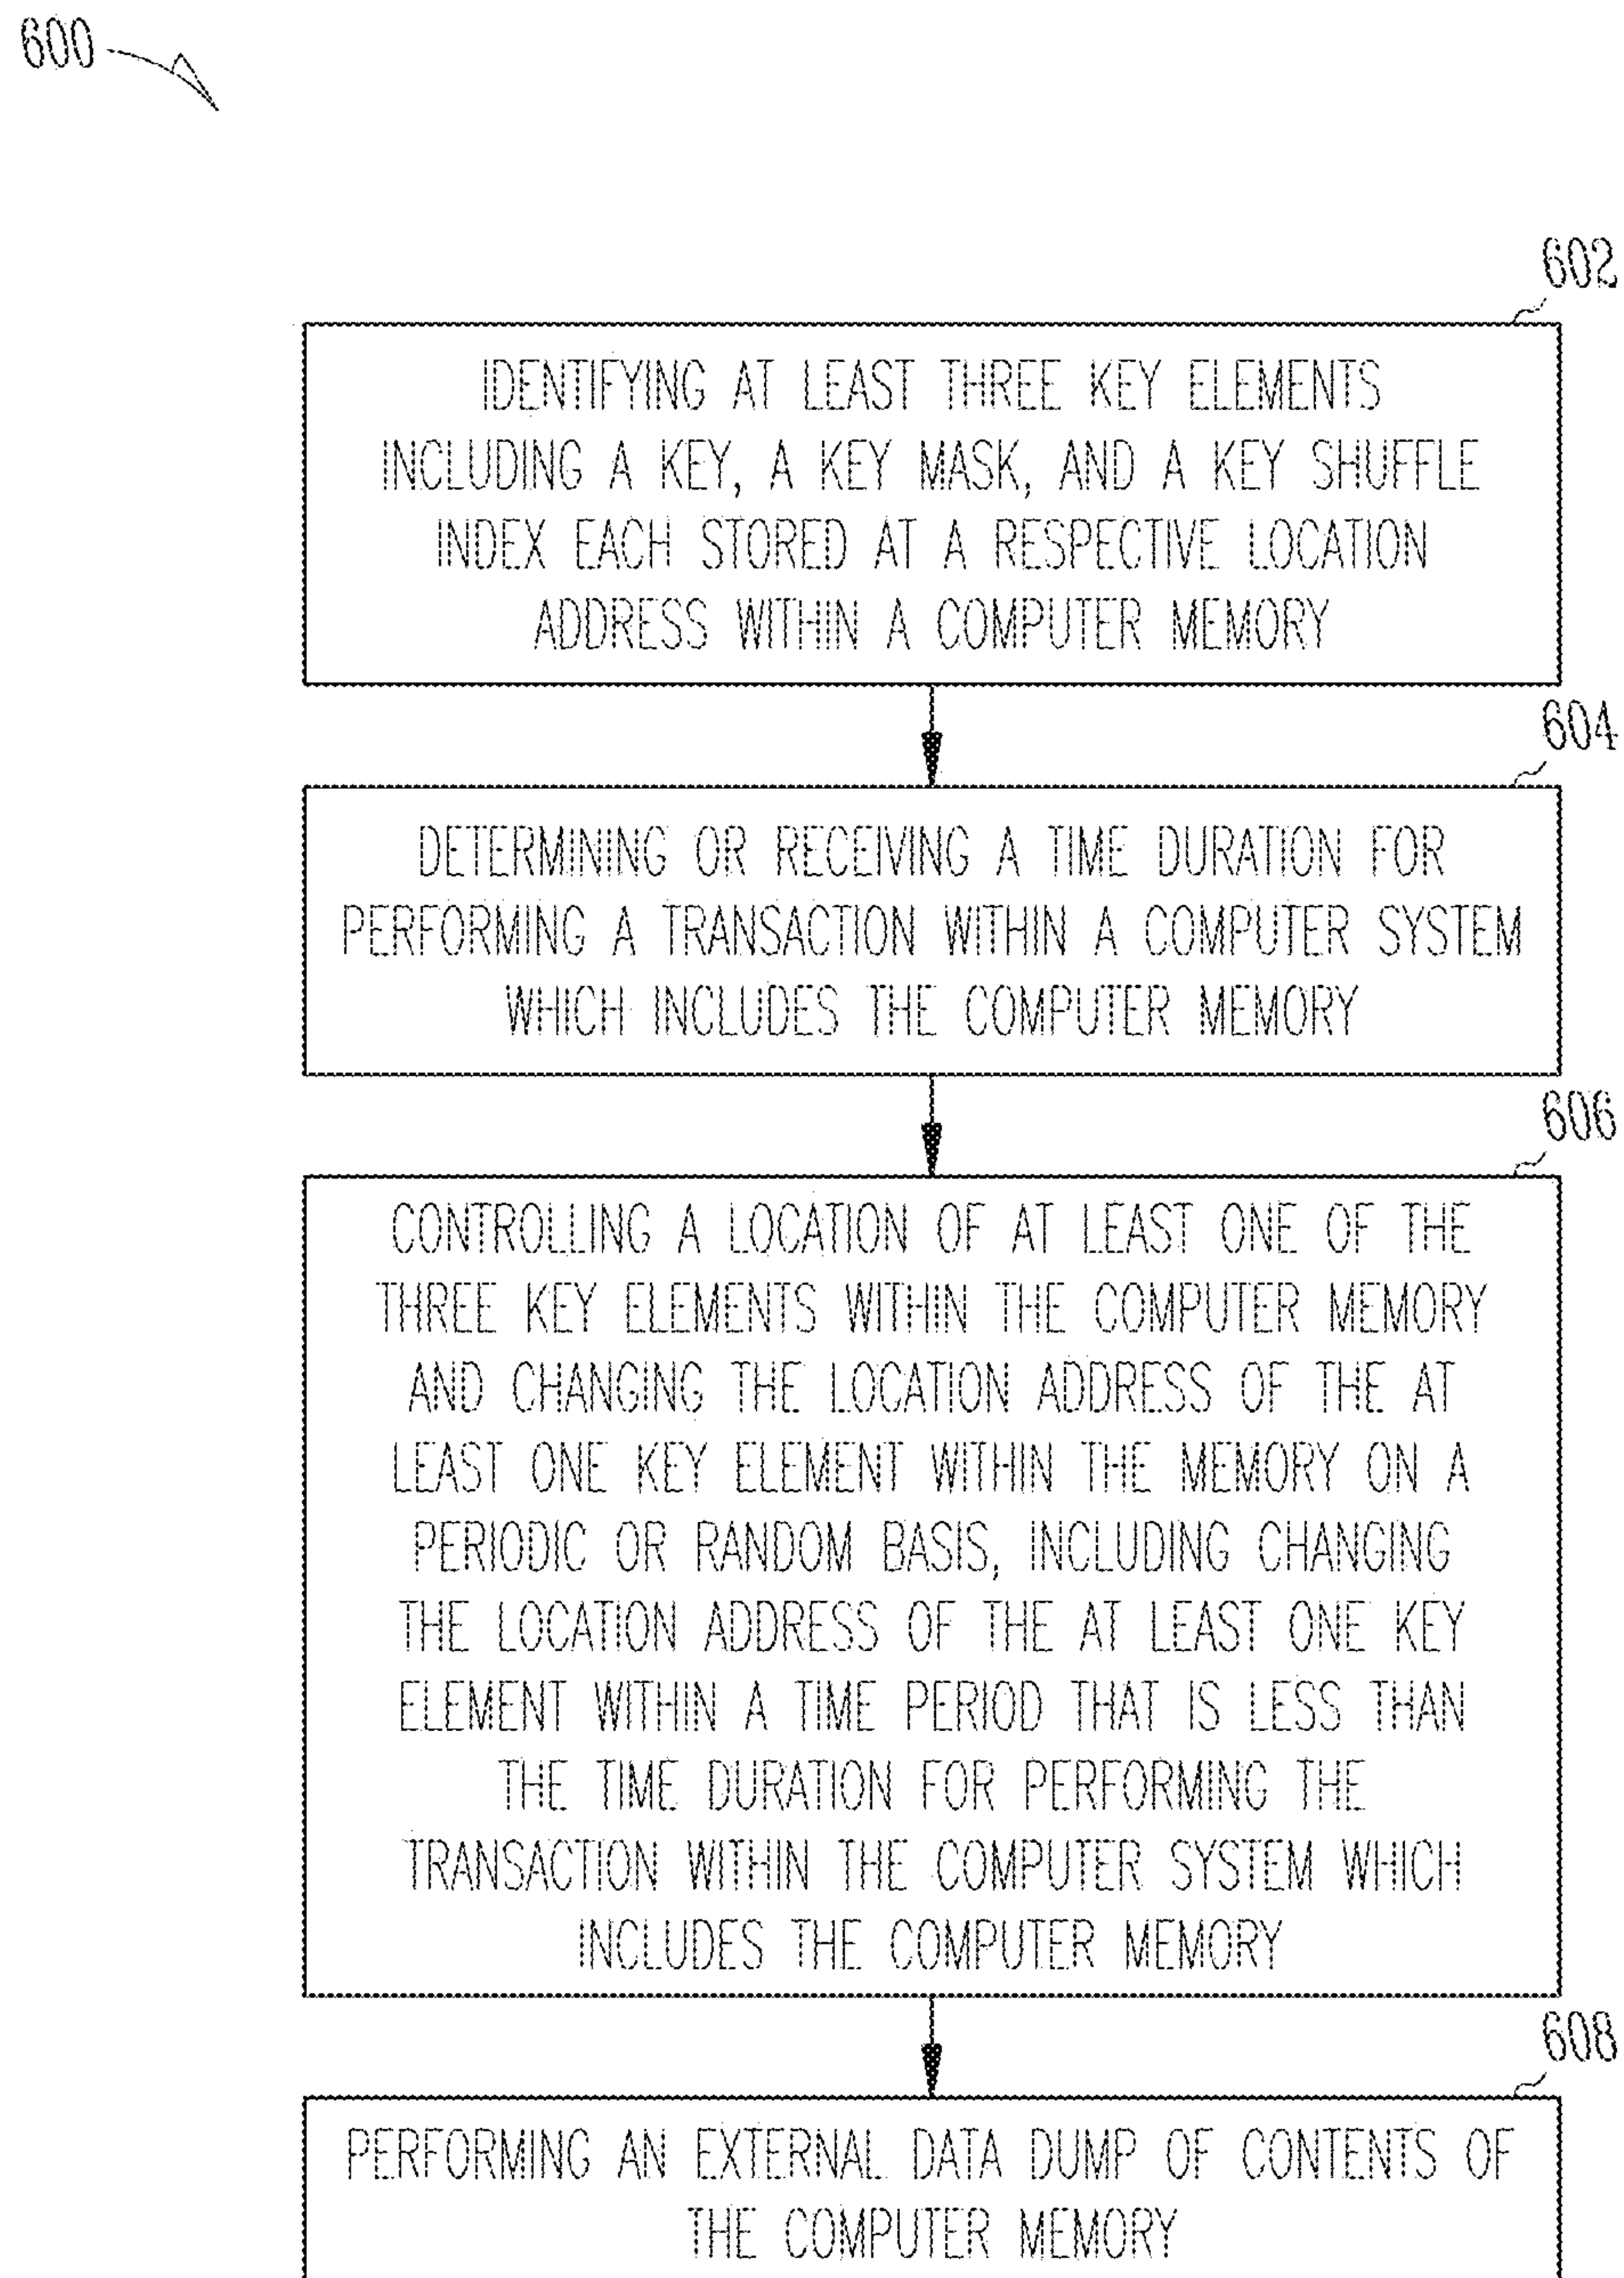 600
602
IDENTIFYING AT LEAST THREE KEY ELEMENTS
INCLUDING A KEY, A KEY MASK, AND A KEY SHUFFLE
INDEX EACH STORED AT A RESPECTIVE LOCATION
ADDRESS WITHIN A COMPUTER MEMORY
604
DETERMINING OR RECEIVING A TIME DURATION FOR
PERFORMING A TRANSACTION WITHIN A COMPUTER SYSTEM
WHICH INCLUDES THE COMPUTER MEMORY
606
CONTROLLING A LOCATION OF AT LEAST ONE OF THE
THREE KEY ELEMENTS WITHIN THE COMPUTER MEMORY
AND CHANGING THE LOCATION ADDRESS OF THE AT
LEAST ONE KEY ELEMENT WITHIN THE MEMORY ON A
PERIODIC OR RANDOM BASIS, INCLUDING CHANGING
THE LOCATION ADDRESS OF THE AT LEAST ONE KEY
ELEMENT WITHIN A TIME PERIOD THAT IS LESS THAN
THE TIME DURATION FOR PERFORMING THE
TRANSACTION WITHIN THE COMPUTER SYSTEM WHICH
INCLUDES THE COMPUTER MEMORY
608
PERFORMING AN EXTERNAL DATA DUMP OF CONTENTS OF
THE COMPUTER MEMORY